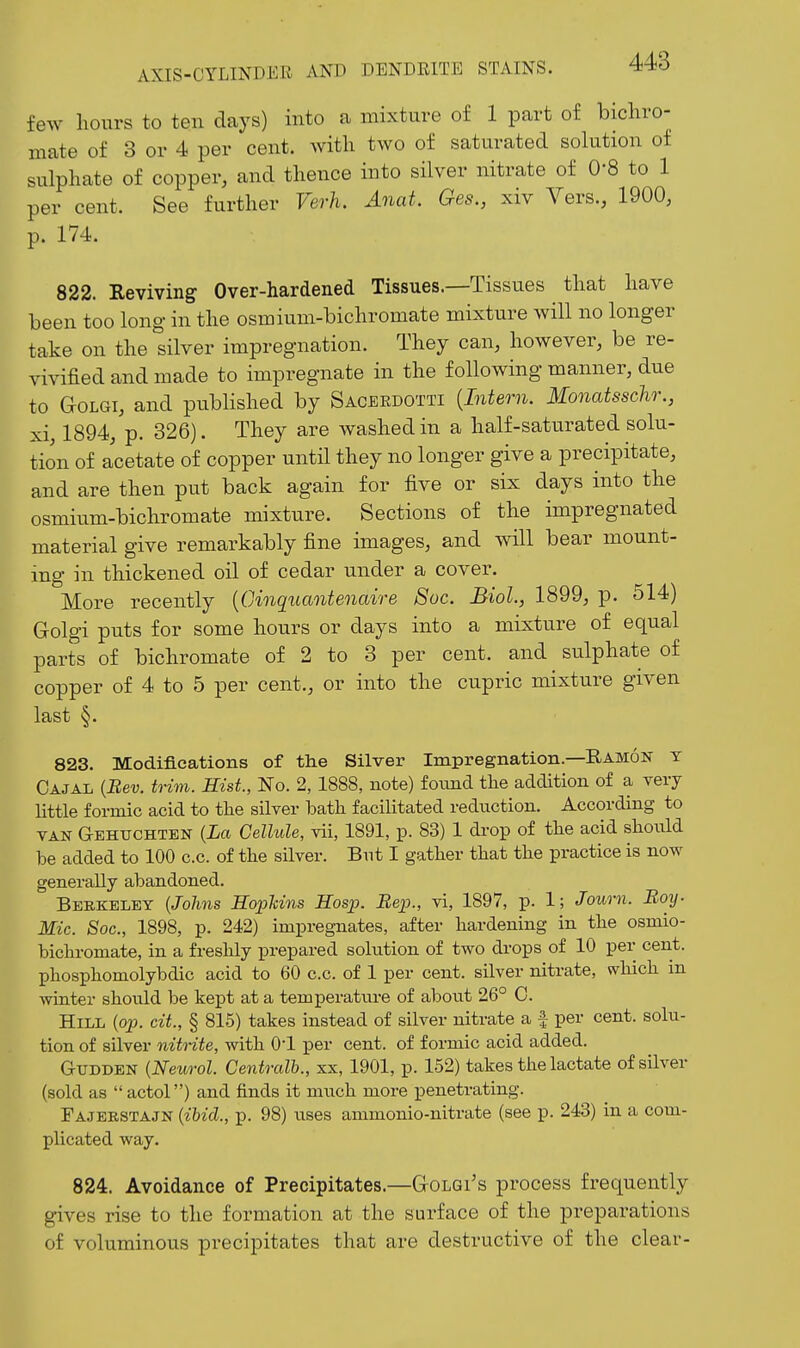 AXIS-CYLINDER AND DENDRITE STAINS. 443
few hours to ten days) into a mixture of 1 part of bichro-
mate of 3 or 4 per cent. with two of saturated solution of
sulphate of copper, and thence into silver nitrate of 0·8 to 1
per cent. See further Verh. Anat. Ges., xiv Vers., 1900,
p. 174.
822. Reviving Over-hardened Tissues.—Tissues that have
been too long in the osmium-bichromate mixture will no longer
take on the silver impregnation. They can, however, be re-
vivified and made to impregnate in the following manner, due
to Golgi, and published by Sacerdotti (Intern. Monatsschr.,
xi, 1894, p. 326). They are washed in a half-saturated solu-
tion of acetate of copper until they no longer give a precipitate,
and are then put back again for five or six days into the
osmium-bichromate mixture. Sections of the impregnated
material give remarkably fine images, and will bear mount-
ing in thickened oil of cedar under a cover.
More recently (Cinquantenaire Soc. Biol., 1899, p. 514)
Golgi puts for some hours or days into a mixture of equal
parts of bichromate of 2 to 3 per cent. and sulphate of
copper of 4 to 5 per cent., or into the cupric mixture given
last §.
823. Modifications of the Silver Impregnation.—Ramón y
Cajal (Rev. trim. Hist., No. 2, 1888, note) found the addition of a very
little formic acid to the silver bath facilitated reduction. According to
van Gehuchten (La Cellule, vii, 1891, p. 83) 1 drop of the acid should
be added to 100 c.c. of the silver. But I gather that the practice is now
generally abandoned.
Berkeley (Johns Hopkins Hosp. Rep., vi, 1897, p. 1; Journ. Roy.
Mic. Soc., 1898, p. 242) impregnates, after hardening in the osmio-
bichromate, in a freshly prepared solution of two drops of 10 per cent.
phosphomolybdic acid to 60 c.c. of 1 per cent. silver nitrate, which in
winter should be kept at a temperature of about 26° C.
Hill (op. cit., § 815) takes instead of silver nitrate a ¾ per cent. solu-
tion of silver nitrite, with 0·1 per cent. of formic acid added.
Gudden (Neurol. Centralb., xx, 1901, p. 152) takes the lactate of silver
(sold as "actol") and finds it much more penetrating.
Fajerstajn (ibid., p. 98) uses ammonio-nitrate (see p. 243) in a com-
plicated way.
824. Avoidance of Precipitates.—Golgi's process frequently
gives rise to the formation at the surface of the preparations
of voluminous precipitates that are destructive of the clear-